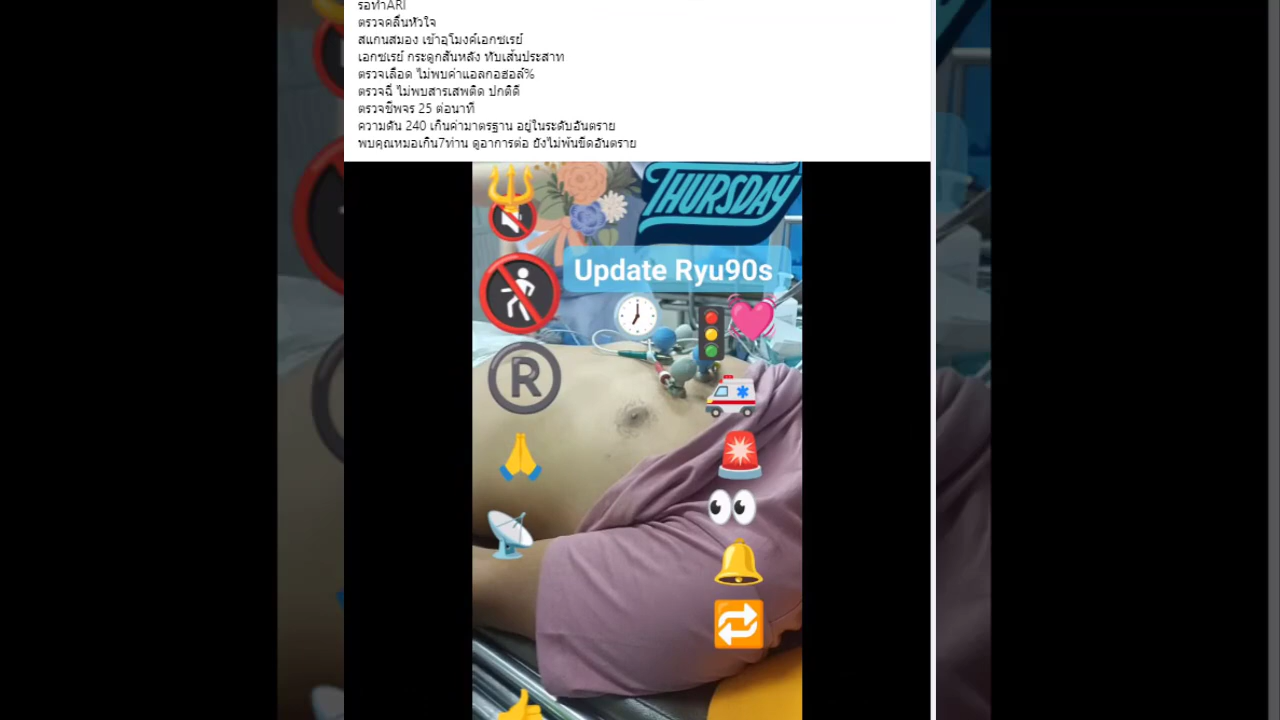 รอทำARI
ตรวจคลื่นหัวใจ
สแกนสมอง เข้าอุโมงค์เอกซเรย์
เอกซเรย์ กระดูกสันหลัง ทับเส้นประสาท
ตรวจเลือด ไม่พบค่าแอลกอฮอล์%
ตรวจฉี่ ไม่พบสารเสพติด ปกติดี
ตรวจชีพจร 25 ต่อนาที
ความดัน 240 เกินค่ามาตรฐาน อยู่ในระดับอันตราย
พบคุณหมอเกิน7ท่าน ดูอาการต่อ ยังไม่พ้นขีดอันตราย
THURSDAY
Update Ryu90s
R